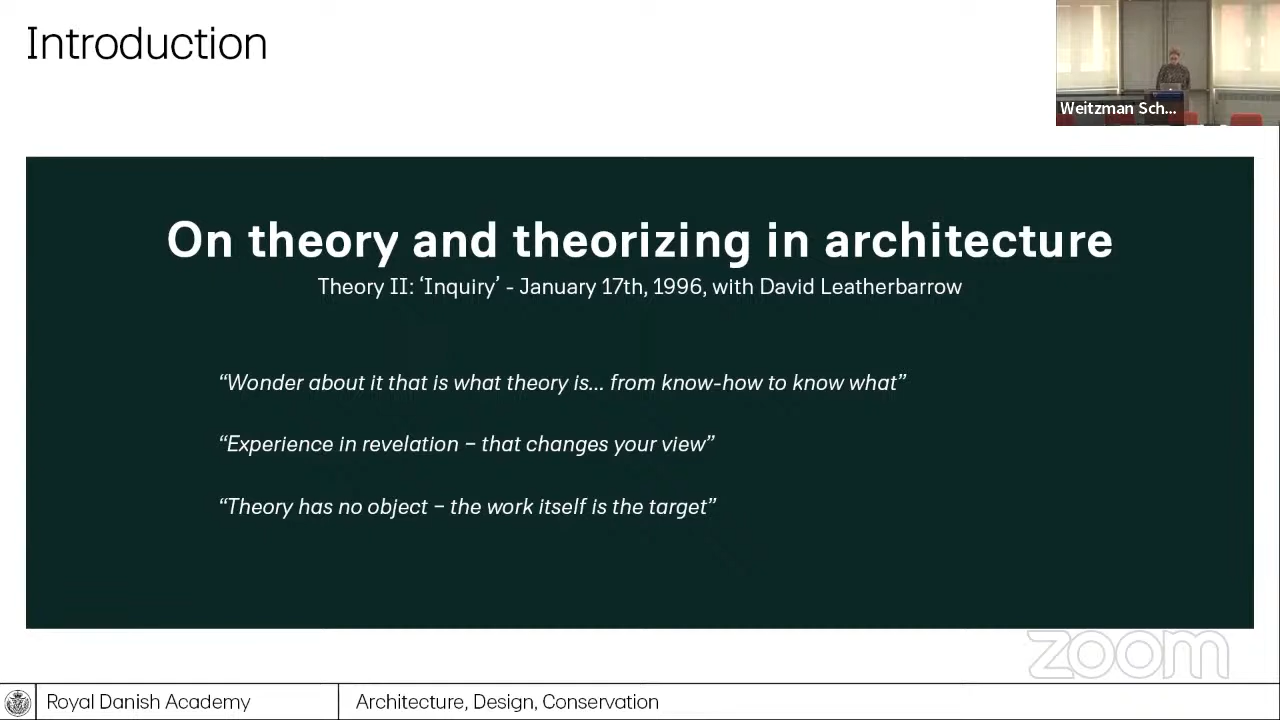 Introduction
Weitzman Sch...
On theory and theorizing in architecture
Theory II: ‘Inquiry’ - January 17th, 1996, with David Leatherbarrow
“Wonder about it that is what theory is... from know-how to know what”
“Experience in revelation – that changes your view”
“Theory has no object – the work itself is the target”
zoom
Royal Danish Academy
Architecture, Design, Conservation